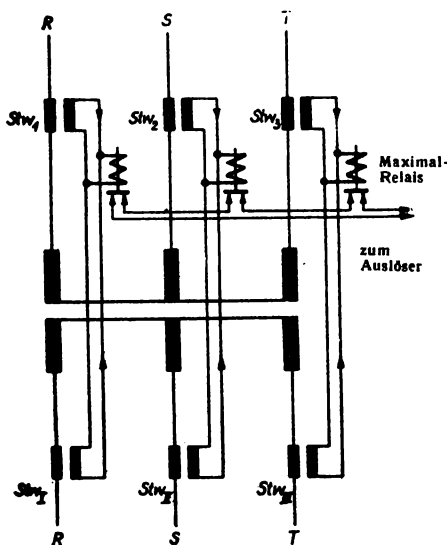 R S T
Stw1 Stw2 Stw3
Maximal-
Relais
zum
Auslöser
StwI StwII StwIII
R S T